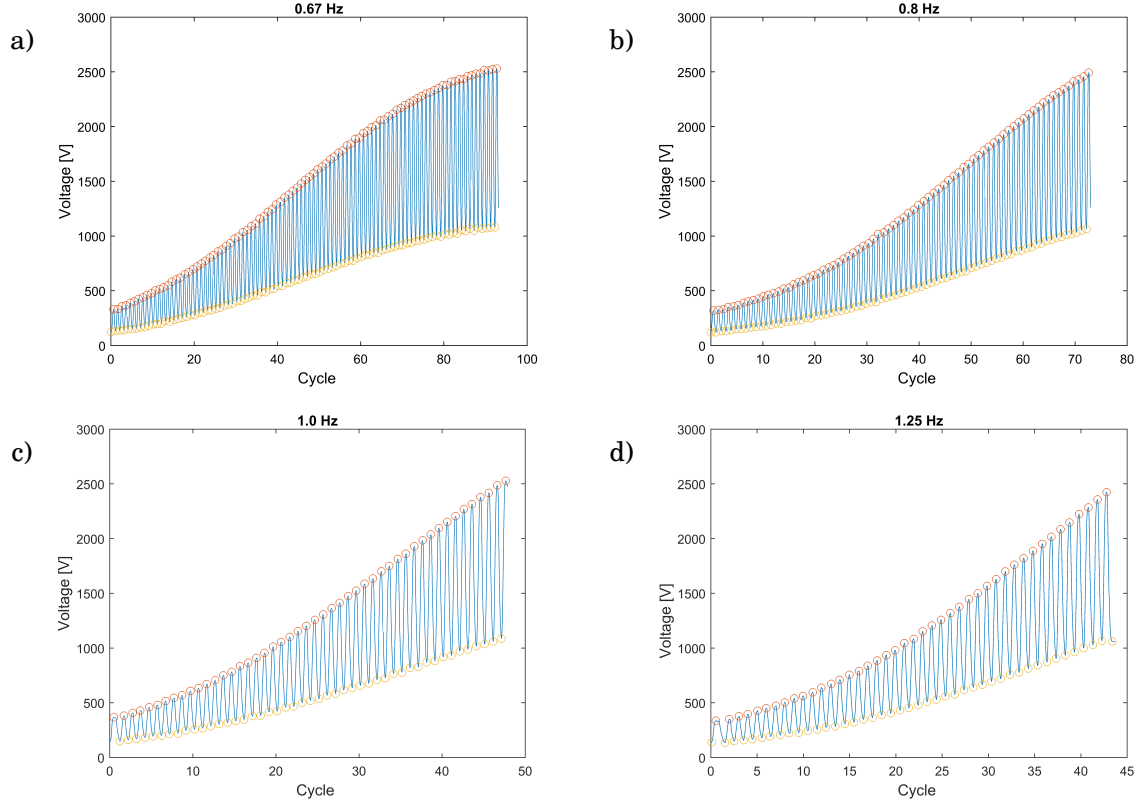 a)
0.67 Hz
3000
2500
2000
1500
1000
500
0
Voltage [V]
0 20 40 60 80 100
Cycle
b)
0.8 Hz
3000
2500
2000
1500
1000
500
0
Voltage [V]
0 10 20 30 40 50 60 70 80
Cycle
c)
1.0 Hz
3000
2500
2000
1500
1000
500
0
Voltage [V]
0 10 20 30 40 50
Cycle
d)
1.25 Hz
3000
2500
2000
1500
1000
500
0
Voltage [V]
0 5 10 15 20 25 30 35 40 45
Cycle